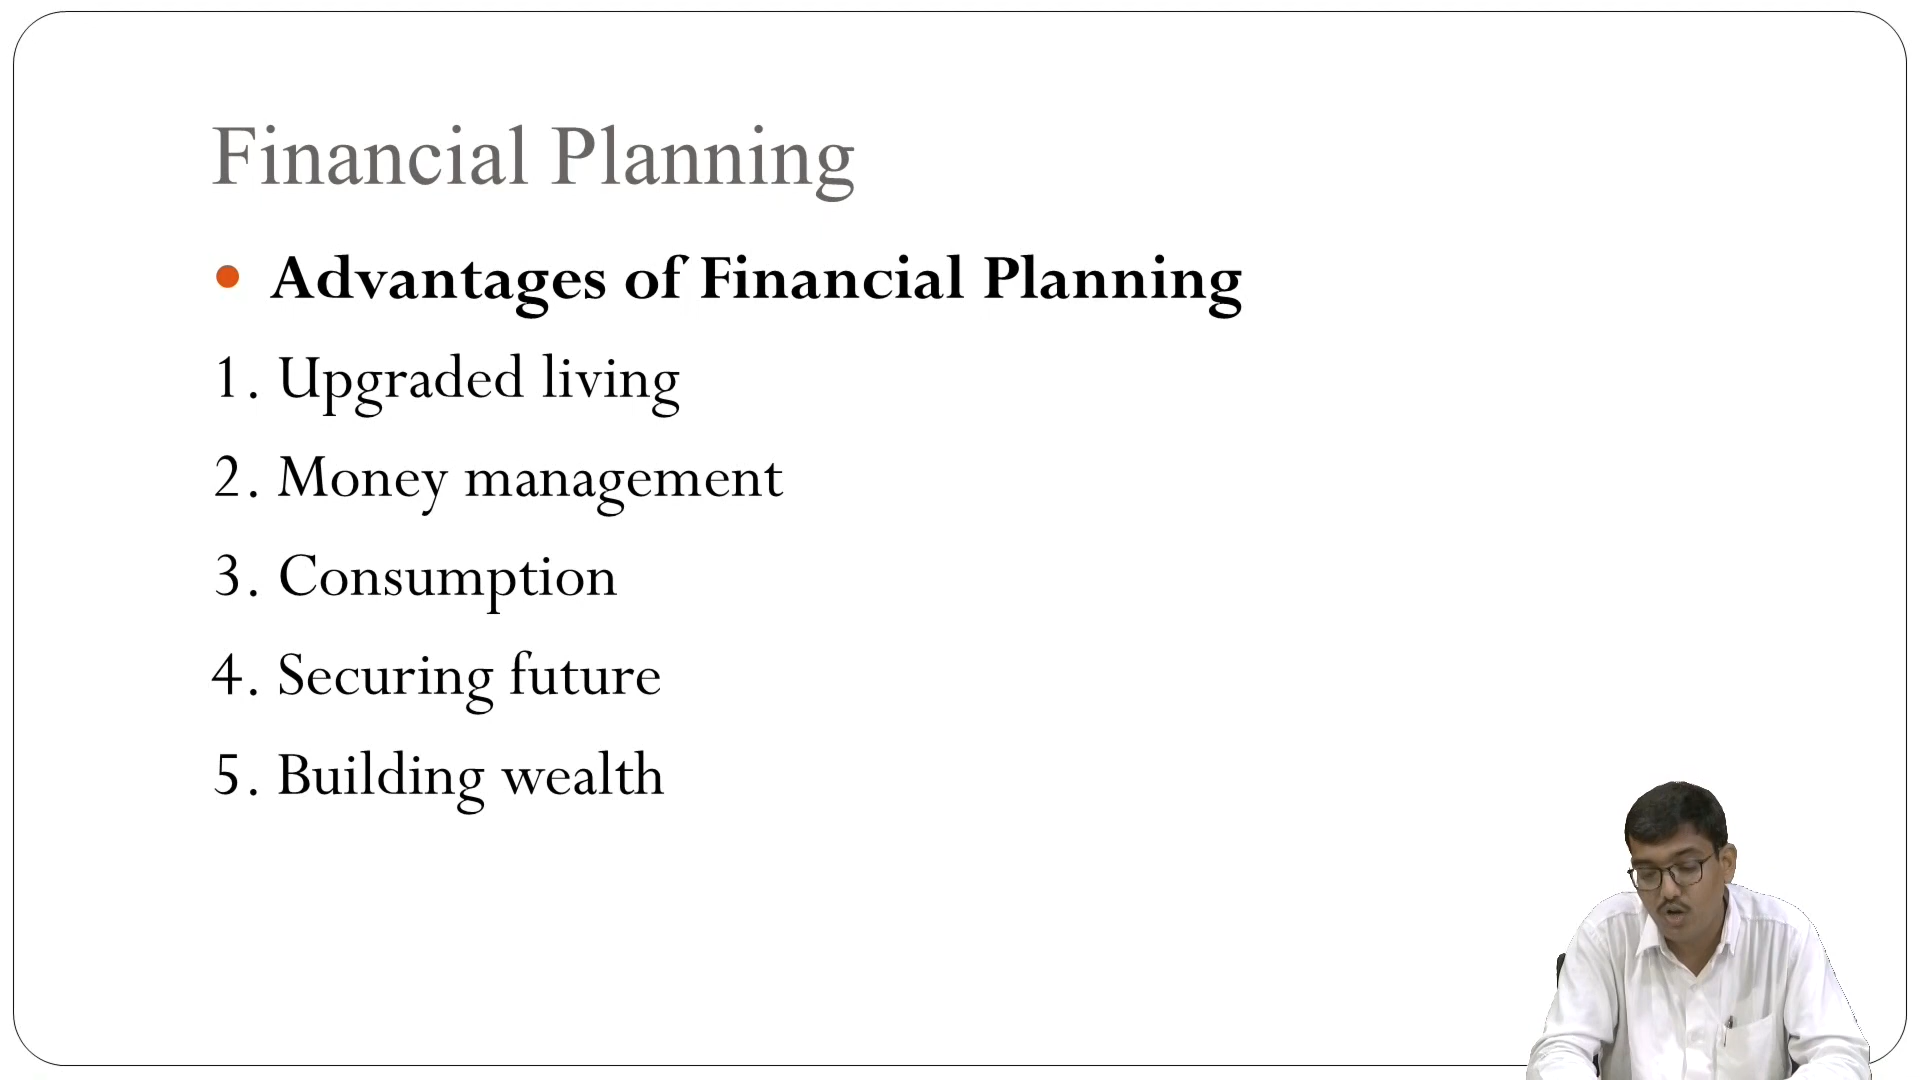 Financial Planning
• Advantages of Financial Planning
1. Upgraded living
2. Money management
3. Consumption
4. Securing future
5. Building wealth